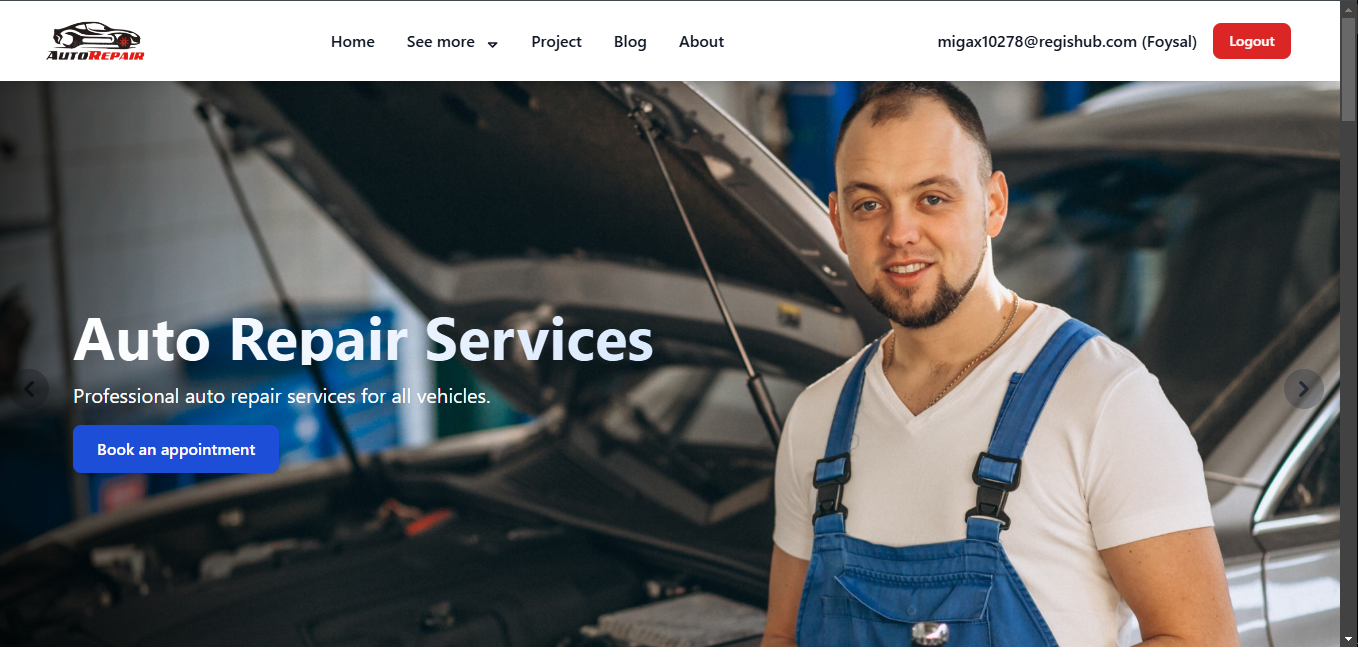 AUTOREPAIR
Home See more Project Blog About migax10278@regishub.com (Foysal) Logout
Auto Repair Services
Professional auto repair services for all vehicles.
Book an appointment